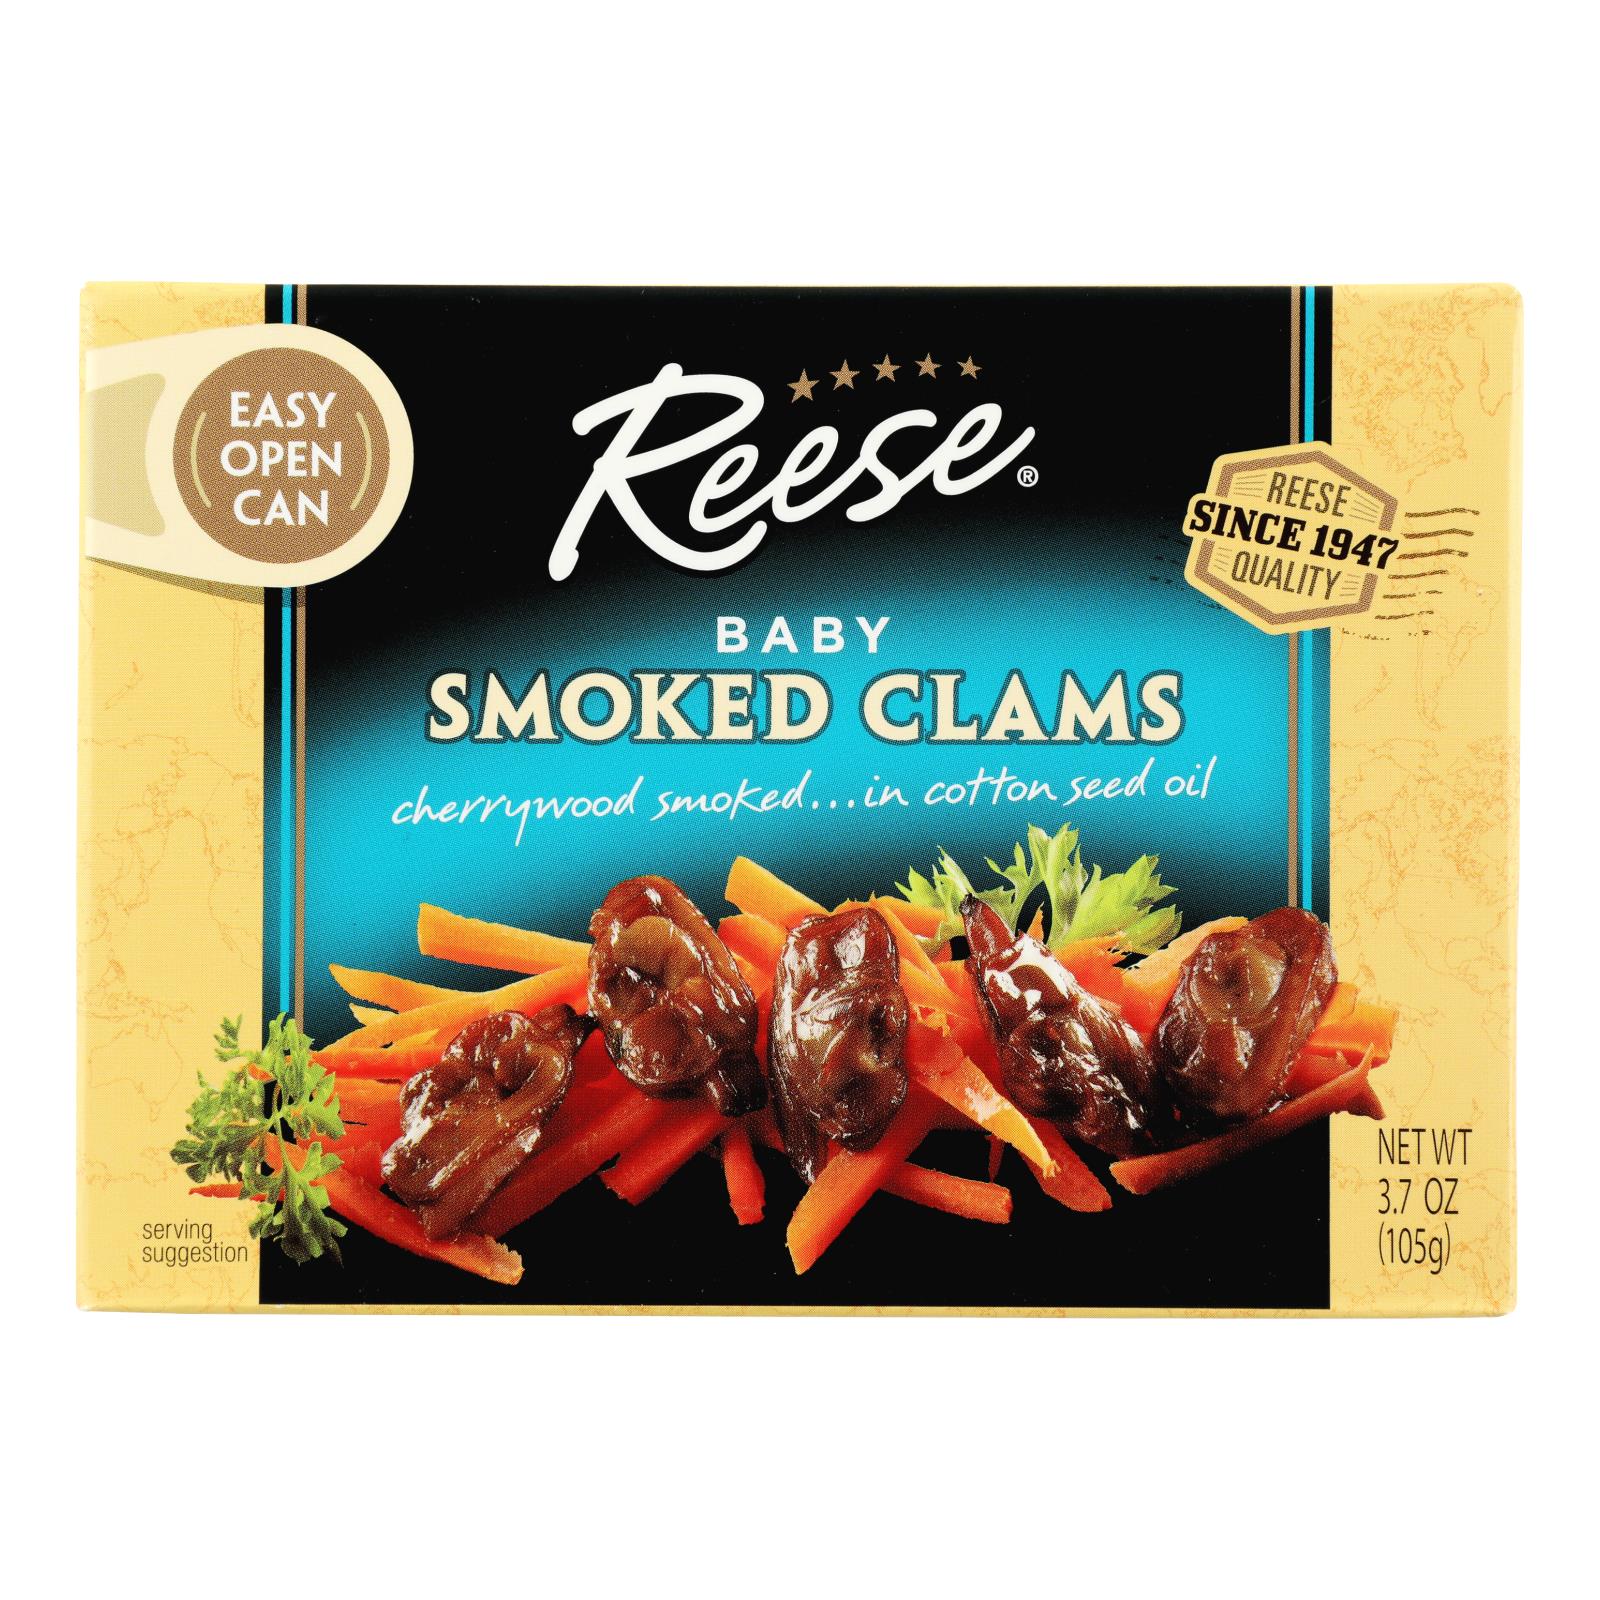 EASY
OPEN
CAN
Reese®
REESE
SINCE 1947
QUALITY
BABY
SMOKED CLAMS
cherrywood smoked...in cotton seed oil
serving
suggestion
NET WT
3.7 OZ
(105g)